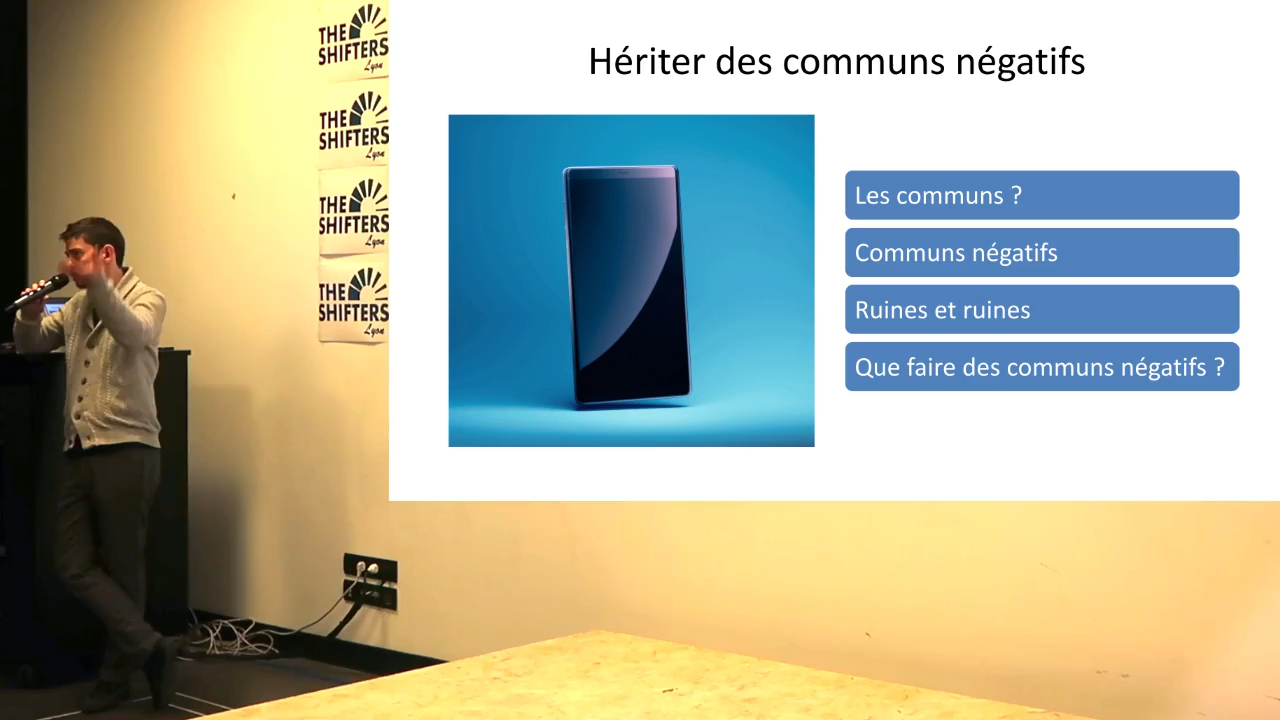 THE
SHIFTERS
Lyon
THE
SHIFTERS
Lyon
THE
SHIFTERS
Lyon
THE
SHIFTERS
Lyon
Hériter des communs négatifs
Les communs ?
Communs négatifs
Ruines et ruines
Que faire des communs négatifs ?